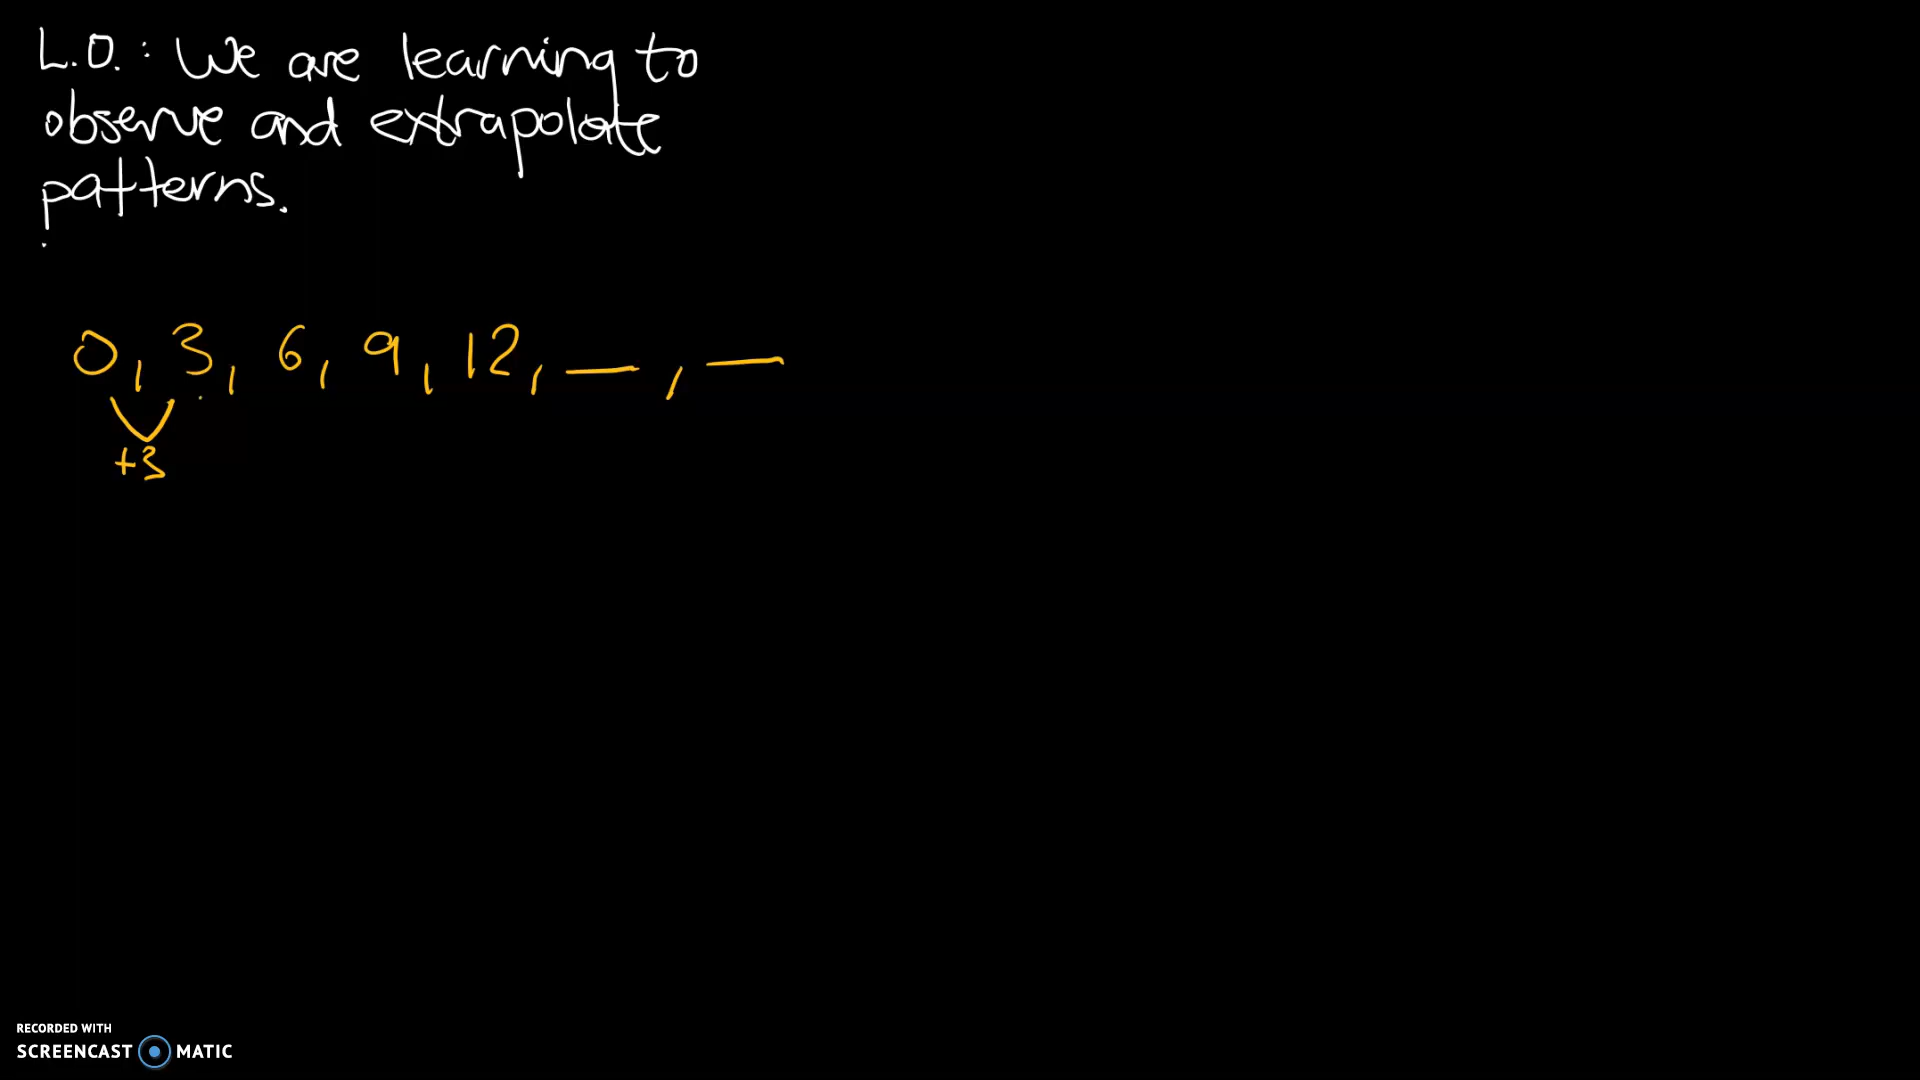 L.O.: We are learning to
observe and extrapolate
patterns.
0, 3, 6, 9, 12, __, __
+3
RECORDED WITH
SCREENCAST MATIC